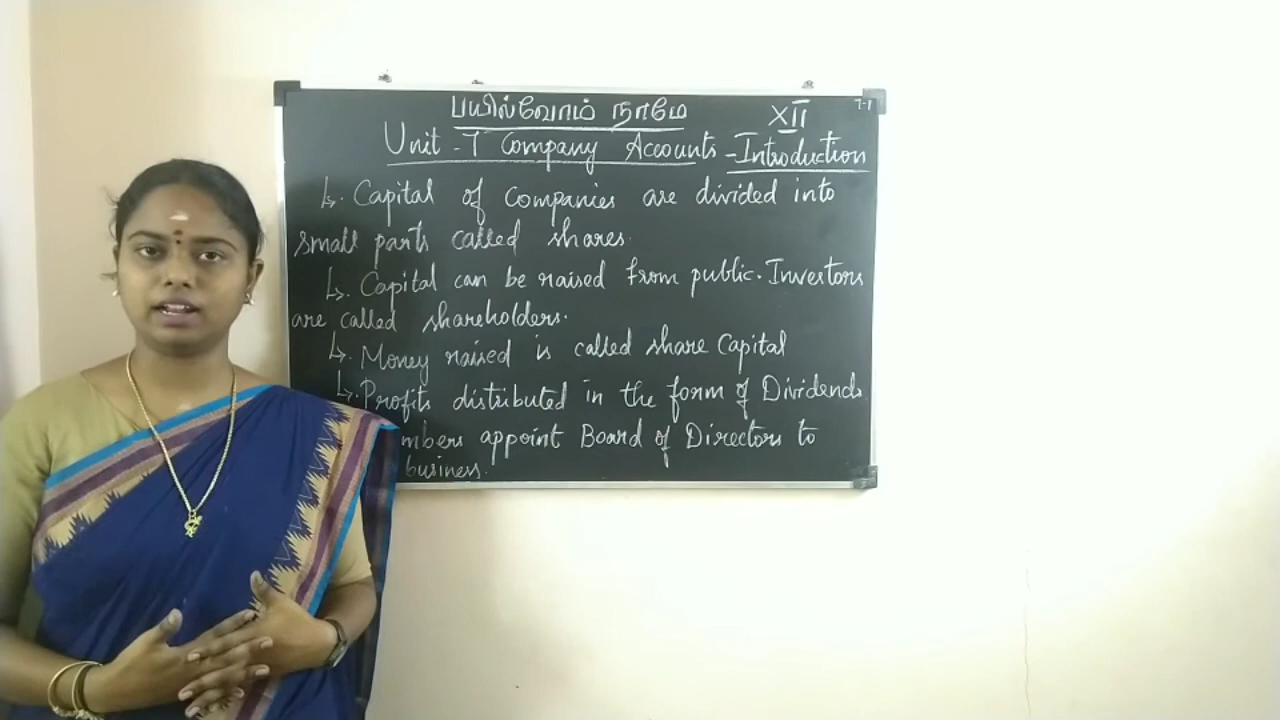 பயில்வோம் நாமே XII 7-1
Unit - 7 Company Accounts - Introduction
↳. Capital of companies are divided into
small parts called shares.
↳. Capital can be raised from public. Investors
are called shareholders.
↳. Money raised is called share Capital
↳. Profits distributed in the form of Dividends
mbers appoint Board of Directors to
business.